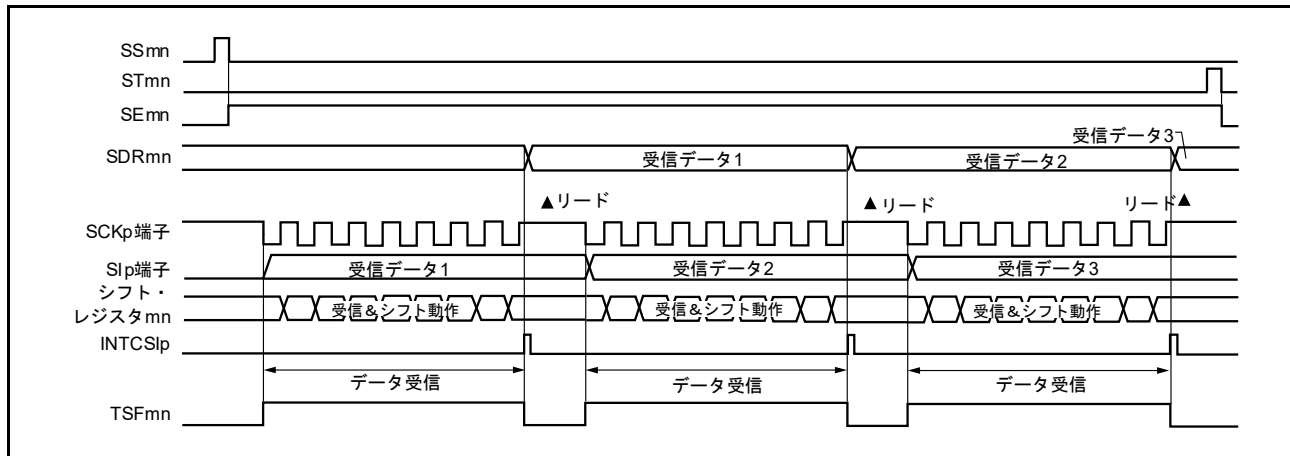 SSmn
STmn
SEmn
受信データ3
SDRmn
受信データ1
受信データ2
▲リード
▲リード
リード▲
SCKp端子
SIp端子
受信データ1
受信データ2
受信データ3
シフト・
レジスタmn
受信&シフト動作
受信&シフト動作
受信&シフト動作
INTCSIp
データ受信
データ受信
データ受信
TSFmn